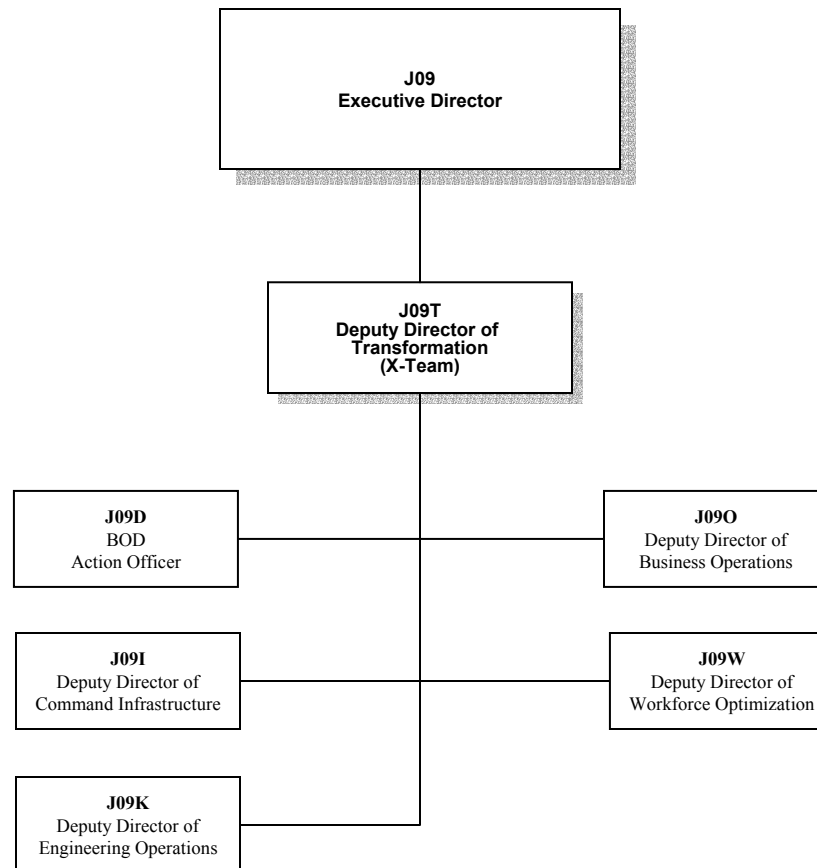 J09
Executive Director
J09T
Deputy Director of
Transformation
(X-Team)
J09D
BOD
Action Officer
J09O
Deputy Director of
Business Operations
J09I
Deputy Director of
Command Infrastructure
J09W
Deputy Director of
Workforce Optimization
J09K
Deputy Director of
Engineering Operations